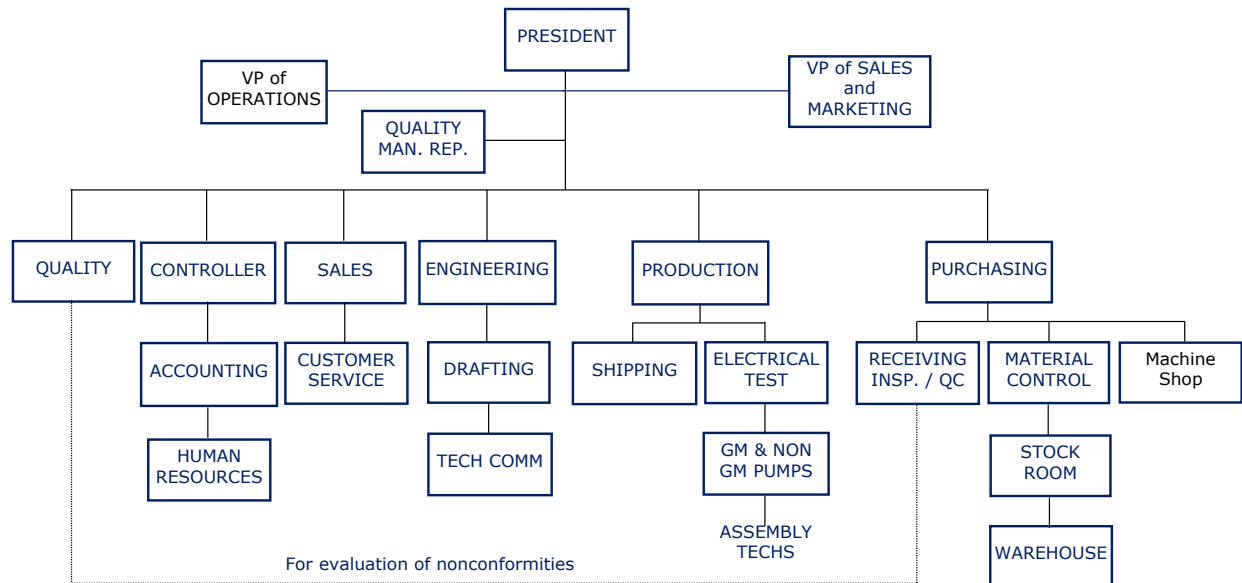 PRESIDENT
VP of
OPERATIONS
VP of SALES
and
MARKETING
QUALITY
MAN. REP.
QUALITY
CONTROLLER
SALES
ENGINEERING
PRODUCTION
PURCHASING
ACCOUNTING
CUSTOMER
SERVICE
DRAFTING
SHIPPING
ELECTRICAL
TEST
RECEIVING
INSP. / QC
MATERIAL
CONTROL
Machine
Shop
HUMAN
RESOURCES
TECH COMM
GM & NON
GM PUMPS
STOCK
ROOM
ASSEMBLY
TECHS
WAREHOUSE
For evaluation of nonconformities